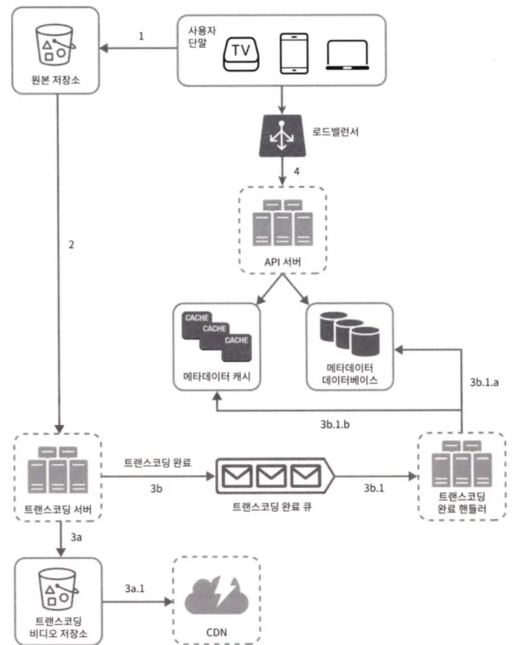 1
사용자
단말
TV
원본 저장소
로드밸런서
4
API 서버
2
CACHE
CACHE
CACHE
메타데이터 캐시
메타데이터
데이터베이스
3b.1.a
3b.1.b
트랜스코딩 완료
3b
3b.1
트랜스코딩 서버
트랜스코딩 완료 큐
트랜스코딩
완료 핸들러
3a
3a.1
트랜스코딩
비디오 저장소
CDN